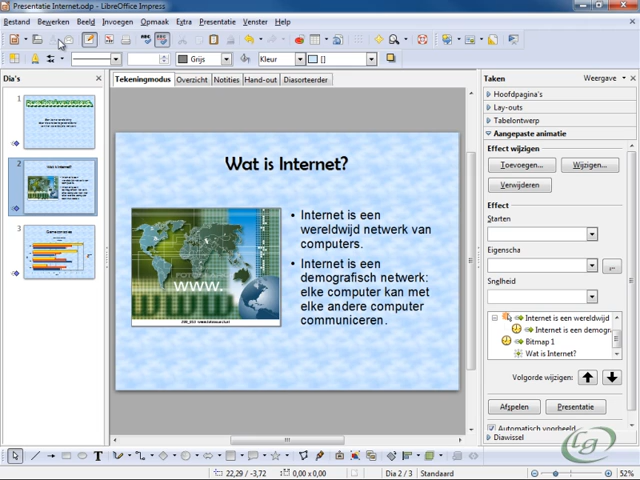 Presentatie Internet.odp - LibreOffice Impress
Bestand Bewerken Beeld Invoegen Opmaak Extra Presentatie Venster Help
Grijs Kleur
Dia's
Tekeningmodus Overzicht Notities Hand-out Diasorteerder
1
2
3
Wat is Internet?
www.
• Internet is een
wereldwijd netwerk van
computers.
• Internet is een
demografisch netwerk:
elke computer kan met
elke andere computer
communiceren.
Taken Weergave
Hoofdpagina's
Lay-outs
Tabelontwerp
Aangepaste animatie
Effect wijzigen
Toevoegen... Wijzigen...
Verwijderen
Effect
Starten
Eigenscha
Snelheid
Internet is een wereldwijd
Internet is een demogr
Bitmap 1
Wat is Internet?
Volgorde wijzigen:
Afspelen Presentatie
Automatisch voorbeeld
Diawissel
lg
22,29 / -3,72 0,00 x 0,00 Dia 2 / 3 Standaard 52%